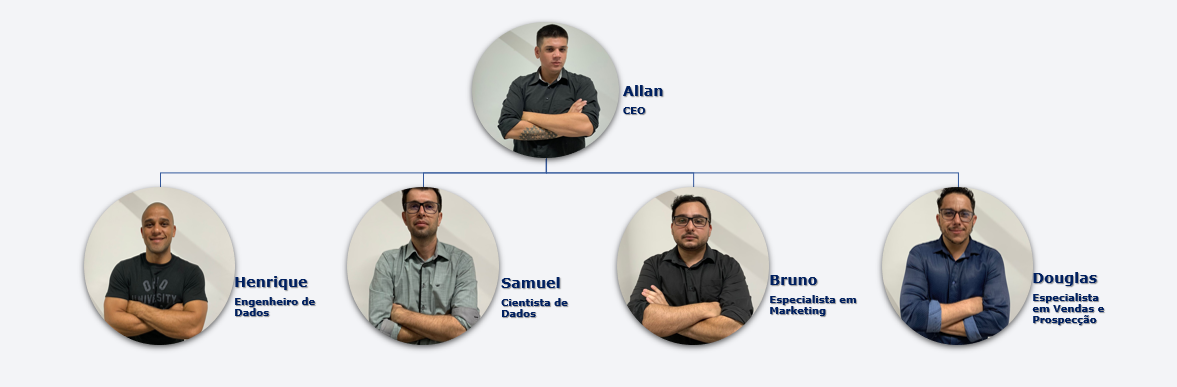 Allan
CEO
Henrique
Engenheiro de
Dados
Samuel
Cientista de
Dados
Bruno
Especialista em
Marketing
Douglas
Especialista
em Vendas e
Prospecção